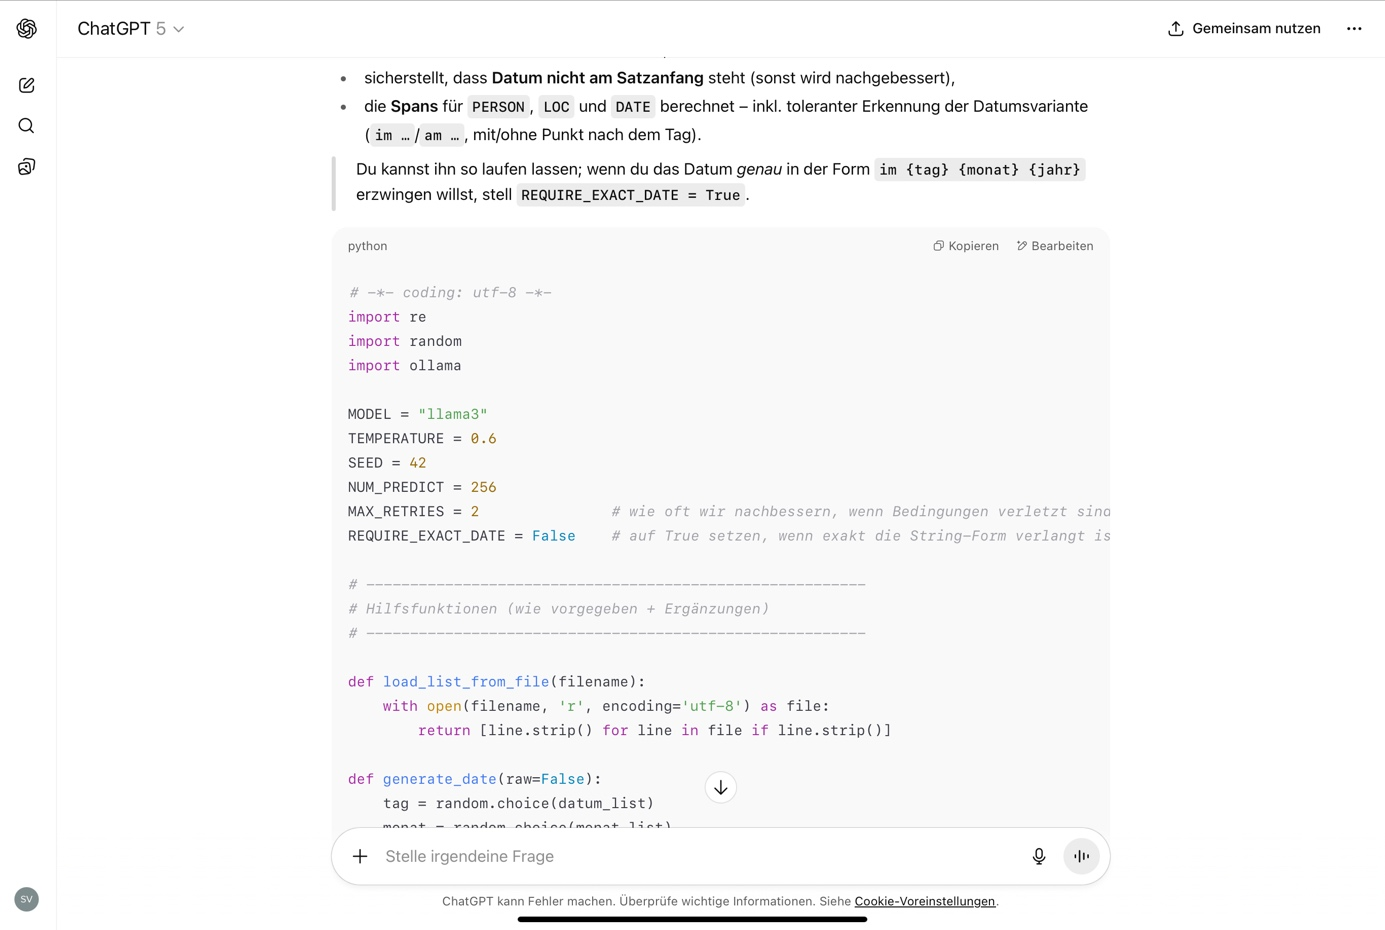 ChatGPT 5
Gemeinsam nutzen
sicherstellt, dass Datum nicht am Satzanfang steht (sonst wird nachgebessert),
die Spans für PERSON, LOC und DATE berechnet – inkl. toleranter Erkennung der Datumsvariante
(im …/am …, mit/ohne Punkt nach dem Tag).
Du kannst ihn so laufen lassen; wenn du das Datum genau in der Form im {tag} {monat} {jahr}
erzwingen willst, stell REQUIRE_EXACT_DATE = True.
python
Kopieren
Bearbeiten
# -*- coding: utf-8 -*-
import re
import random
import ollama
MODEL = "llama3"
TEMPERATURE = 0.6
SEED = 42
NUM_PREDICT = 256
MAX_RETRIES = 2 # wie oft wir nachbessern, wenn Bedingungen verletzt sind
REQUIRE_EXACT_DATE = False # auf True setzen, wenn exakt die String-Form verlangt is
# ---------------------------------------------------------
# Hilfsfunktionen (wie vorgegeben + Ergänzungen)
# ---------------------------------------------------------
def load_list_from_file(filename):
    with open(filename, 'r', encoding='utf-8') as file:
        return [line.strip() for line in file if line.strip()]
def generate_date(raw=False):
    tag = random.choice(datum_list)
    monat = random.choice(monat_list)
Stelle irgendeine Frage
SV
ChatGPT kann Fehler machen. Überprüfe wichtige Informationen. Siehe Cookie-Voreinstellungen.